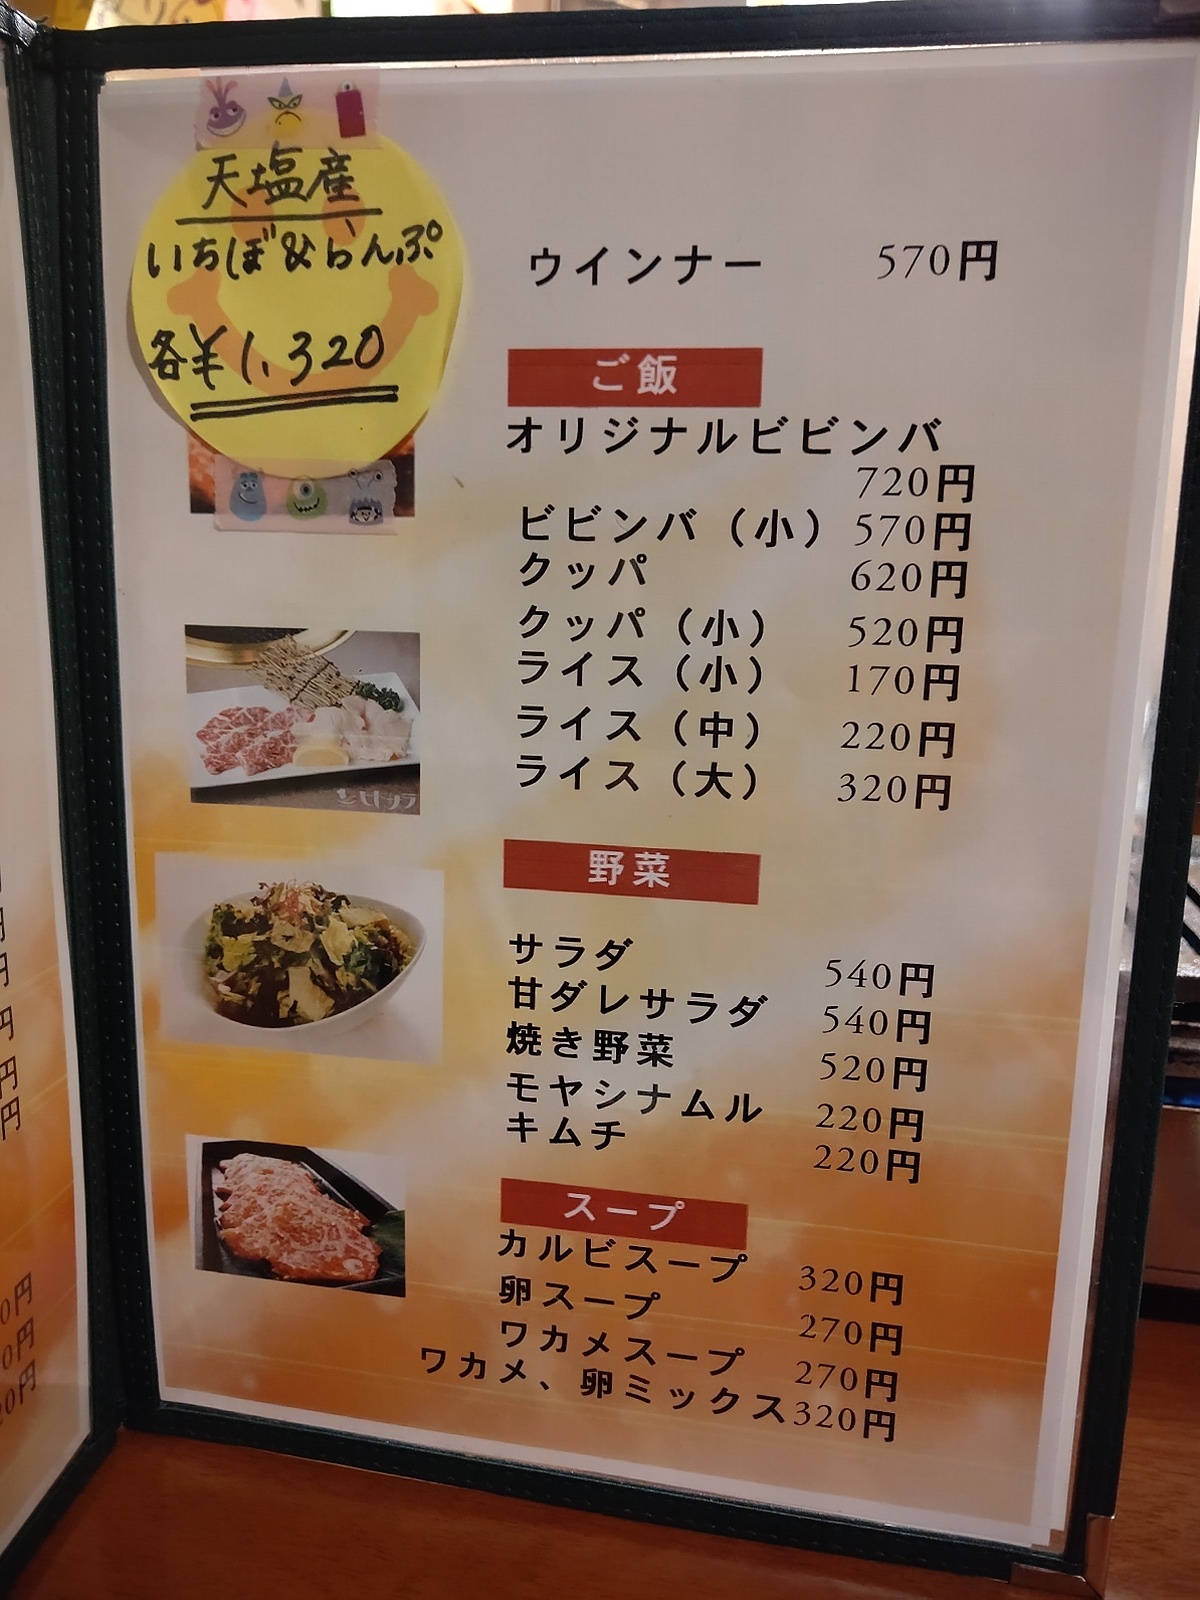 天塩産
いちぼ&らんぷ
各¥1,320
ウインナー 570円
ご飯
オリジナルビビンバ
720円
ビビンバ（小） 570円
クッパ 620円
クッパ（小） 520円
ライス（小） 170円
ライス（中） 220円
ライス（大） 320円
野菜
サラダ 540円
甘ダレサラダ 540円
焼き野菜 520円
モヤシナムル 220円
キムチ 220円
スープ
カルビスープ 320円
卵スープ 270円
ワカメスープ 270円
ワカメ、卵ミックス 320円